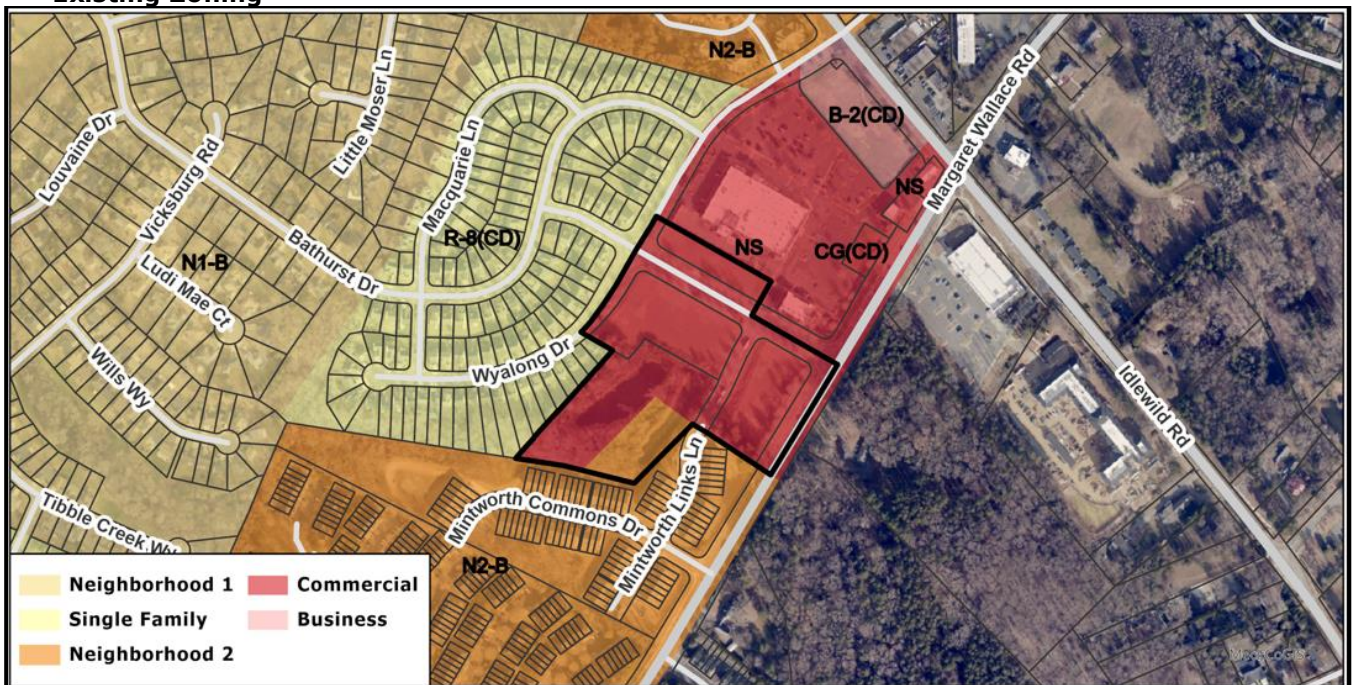 Existing Zoning
N2-B
Margaret Wallace Rd
B-2(CD)
Little Moser Ln
Louvaine Dr
Vicksburg Rd
Macquarie Ln
NS
R-8(CD)
Bathurst Dr
N1-B
NS
CG(CD)
Ludi Mae Ct
Wyalong Dr
Wills Wy
Idlewild Rd
Mintworth Commons Dr
Mintworth Links Ln
Tibble Creek Wy
N2-B
Neighborhood 1
Commercial
Single Family
Business
Neighborhood 2
MeckCoGIS